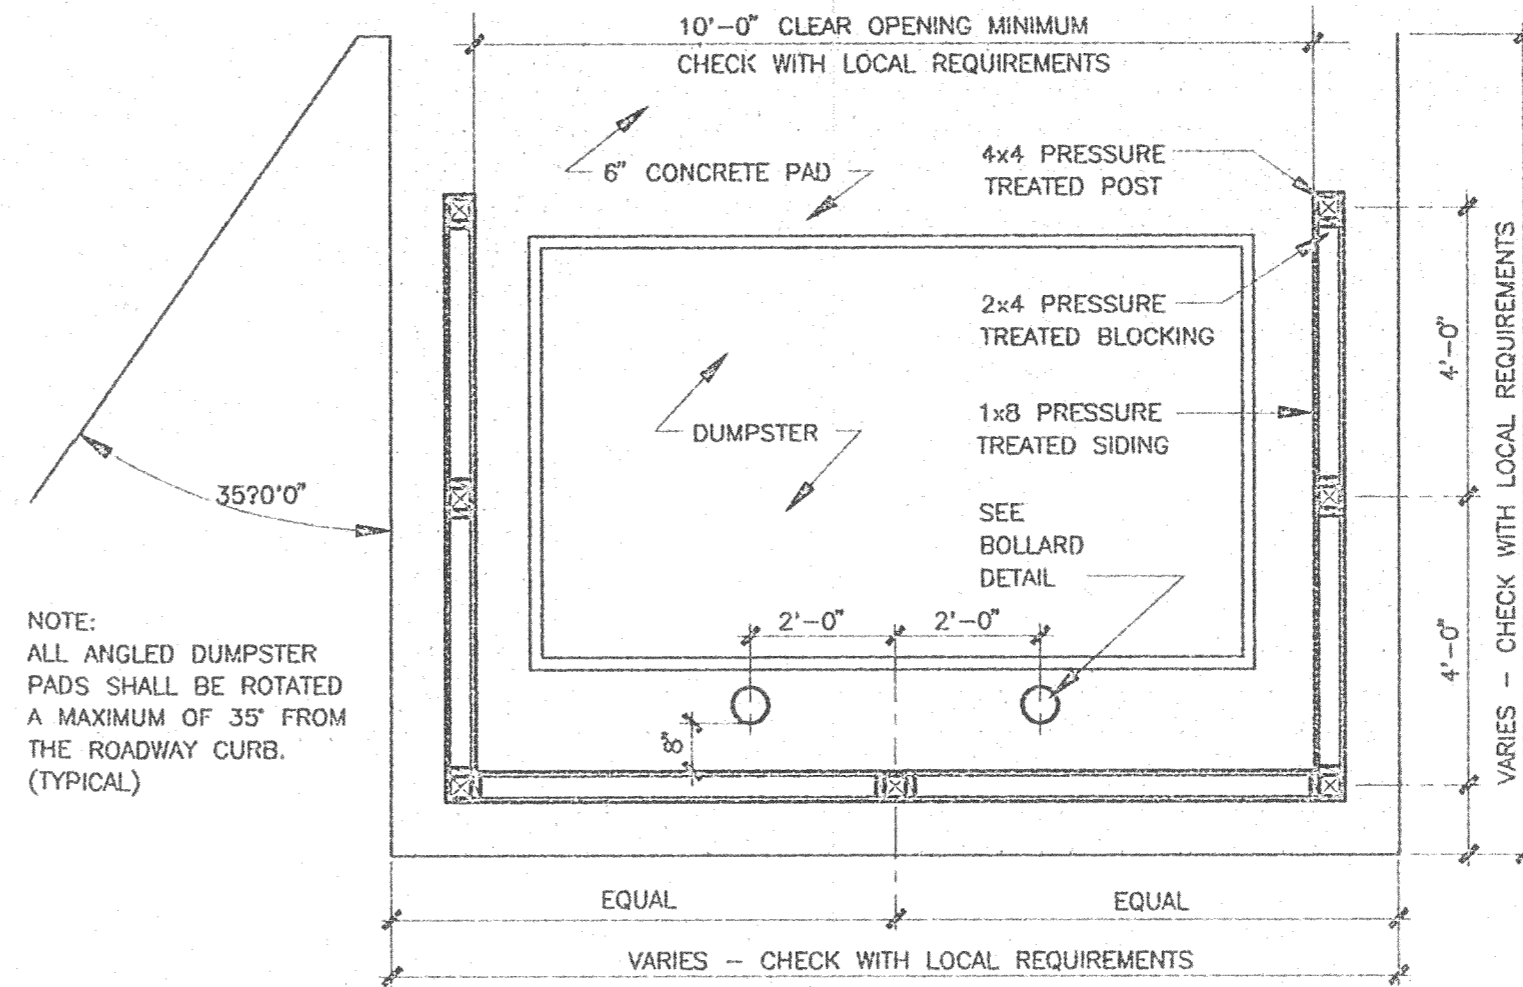 10'-0" CLEAR OPENING MINIMUM
CHECK WITH LOCAL REQUIREMENTS
6" CONCRETE PAD
4x4 PRESSURE
TREATED POST
2x4 PRESSURE
TREATED BLOCKING
1x8 PRESSURE
TREATED SIDING
DUMPSTER
SEE
BOLLARD
DETAIL
35?0'0"
2'-0"
2'-0"
8"
4'-0"
4'-0"
VARIES - CHECK WITH LOCAL REQUIREMENTS
NOTE:
ALL ANGLED DUMPSTER
PADS SHALL BE ROTATED
A MAXIMUM OF 35° FROM
THE ROADWAY CURB.
(TYPICAL)
EQUAL
EQUAL
VARIES - CHECK WITH LOCAL REQUIREMENTS